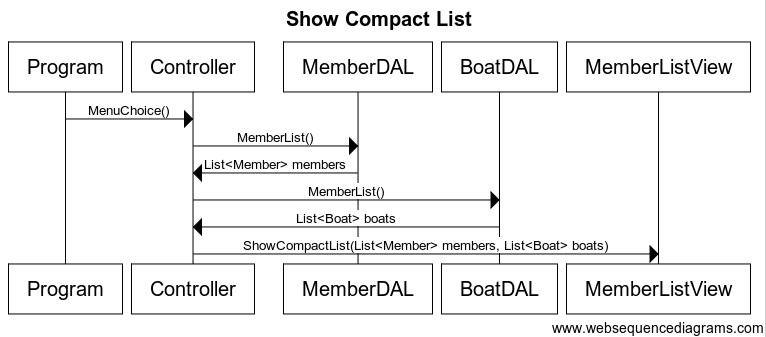 Show Compact List
Program Controller MemberDAL BoatDAL MemberListView
MenuChoice()
MemberList()
List<Member> members
MemberList()
List<Boat> boats
ShowCompactList(List<Member> members, List<Boat> boats)
Program Controller MemberDAL BoatDAL MemberListView
www.websequencediagrams.com